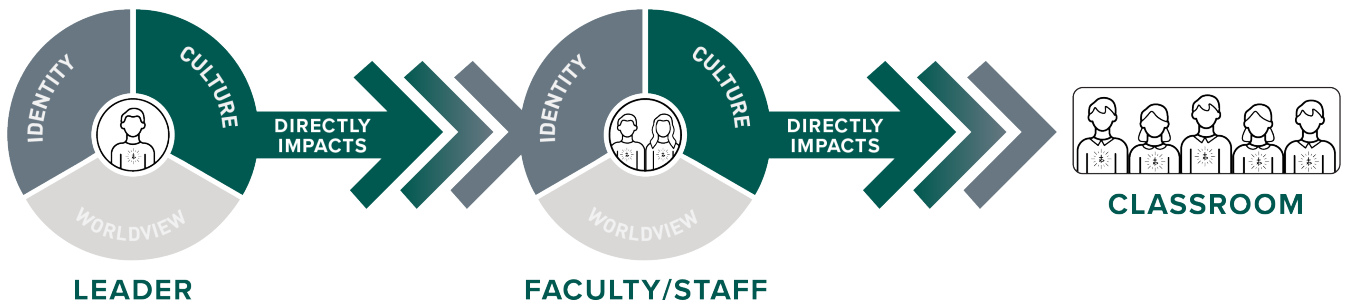 IDENTITY
CULTURE
WORLDVIEW
LEADER
DIRECTLY
IMPACTS
IDENTITY
CULTURE
WORLDVIEW
FACULTY/STAFF
DIRECTLY
IMPACTS
CLASSROOM